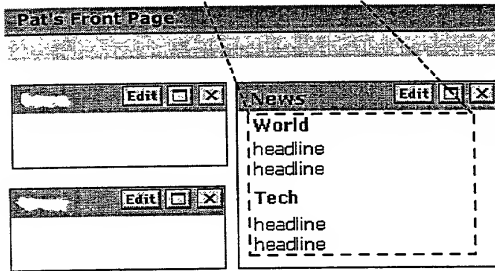 Pat's Front Page
Edit
News Edit
World
headline
headline
Edit
Tech
headline
headline